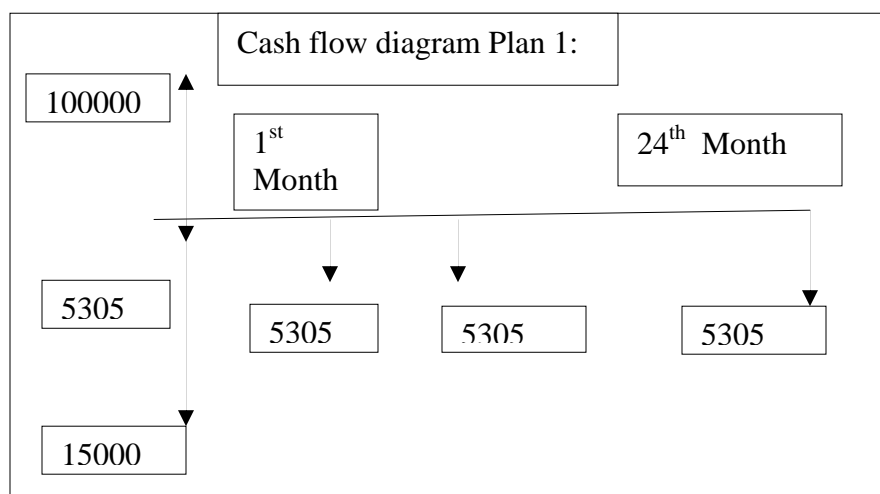 Cash flow diagram Plan 1:
100000
1st
Month
24th Month
5305
5305
5305
5305
15000